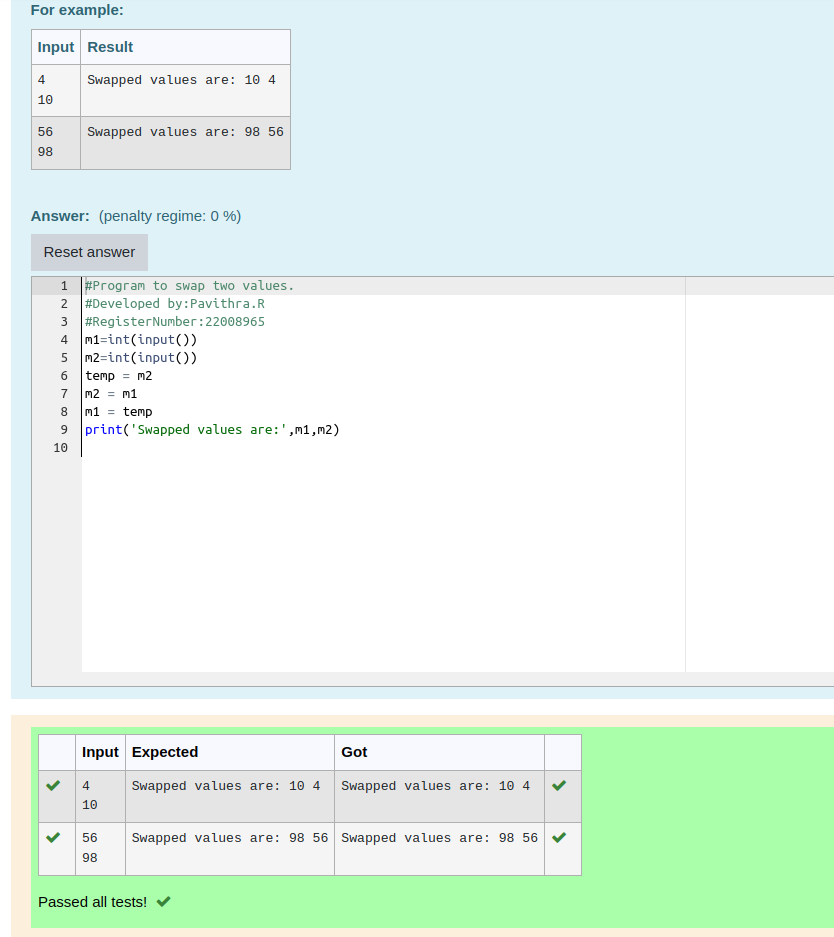 For example:
Input Result
4 Swapped values are: 10 4
10
56 Swapped values are: 98 56
98
Answer: (penalty regime: 0 %)
Reset answer
1 #Program to swap two values.
2 #Developed by:Pavithra.R
3 #RegisterNumber:22008965
4 m1=int(input())
5 m2=int(input())
6 temp = m2
7 m2 = m1
8 m1 = temp
9 print('Swapped values are:',m1,m2)
10
Input Expected Got
4 Swapped values are: 10 4 Swapped values are: 10 4
10
56 Swapped values are: 98 56 Swapped values are: 98 56
98
Passed all tests!